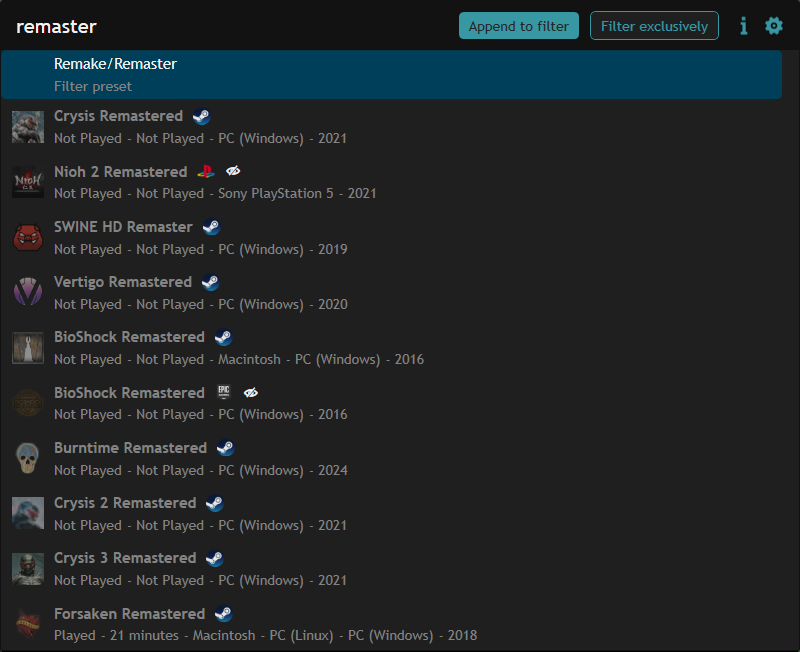 remaster
Append to filter
Filter exclusively
Remake/Remaster
Filter preset
Crysis Remastered
Not Played - Not Played - PC (Windows) - 2021
NIOH
Nioh 2 Remastered
Not Played - Not Played - Sony PlayStation 5 - 2021
SWINE HD Remaster
Not Played - Not Played - PC (Windows) - 2019
Vertigo Remastered
Not Played - Not Played - PC (Windows) - 2020
BioShock Remastered
Not Played - Not Played - Macintosh - PC (Windows) - 2016
BioShock Remastered
EPIC
Not Played - Not Played - PC (Windows) - 2016
Burntime Remastered
Not Played - Not Played - PC (Windows) - 2024
Crysis 2 Remastered
Not Played - Not Played - PC (Windows) - 2021
Crysis 3 Remastered
Not Played - Not Played - PC (Windows) - 2021
Forsaken Remastered
Played - 21 minutes - Macintosh - PC (Linux) - PC (Windows) - 2018